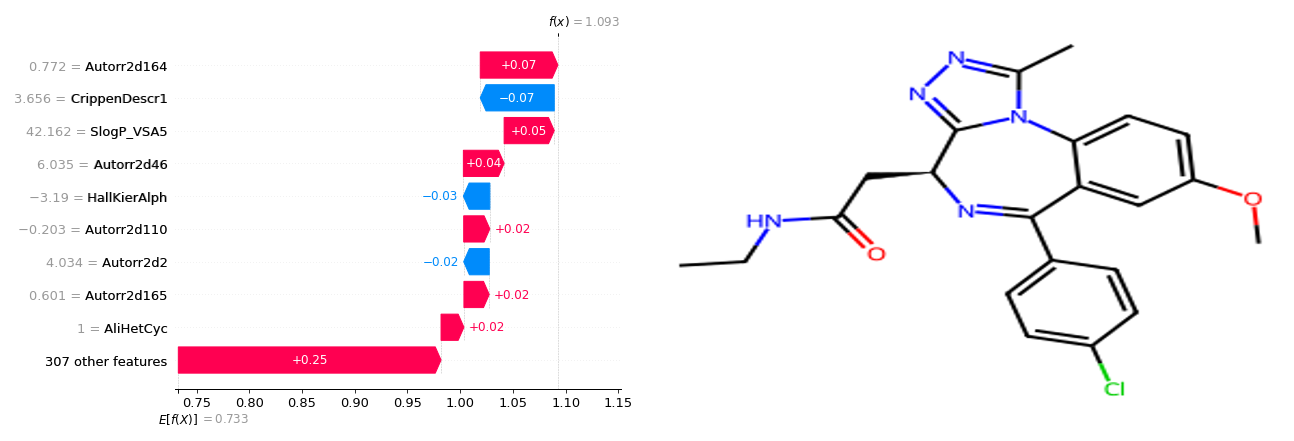 f(x) = 1.093
0.772 = Autorr2d164
+0.07
3.656 = CrippenDescr1
−0.07
42.162 = SlogP_VSA5
+0.05
6.035 = Autorr2d46
+0.04
−3.19 = HallKierAlph
−0.03
−0.203 = Autorr2d110
+0.02
4.034 = Autorr2d2
−0.02
0.601 = Autorr2d165
+0.02
1 = AliHetCyc
+0.02
307 other features
+0.25
0.75 0.80 0.85 0.90 0.95 1.00 1.05 1.10 1.15
E[f(X)] = 0.733
N
N
N
N
HN
O
O
Cl